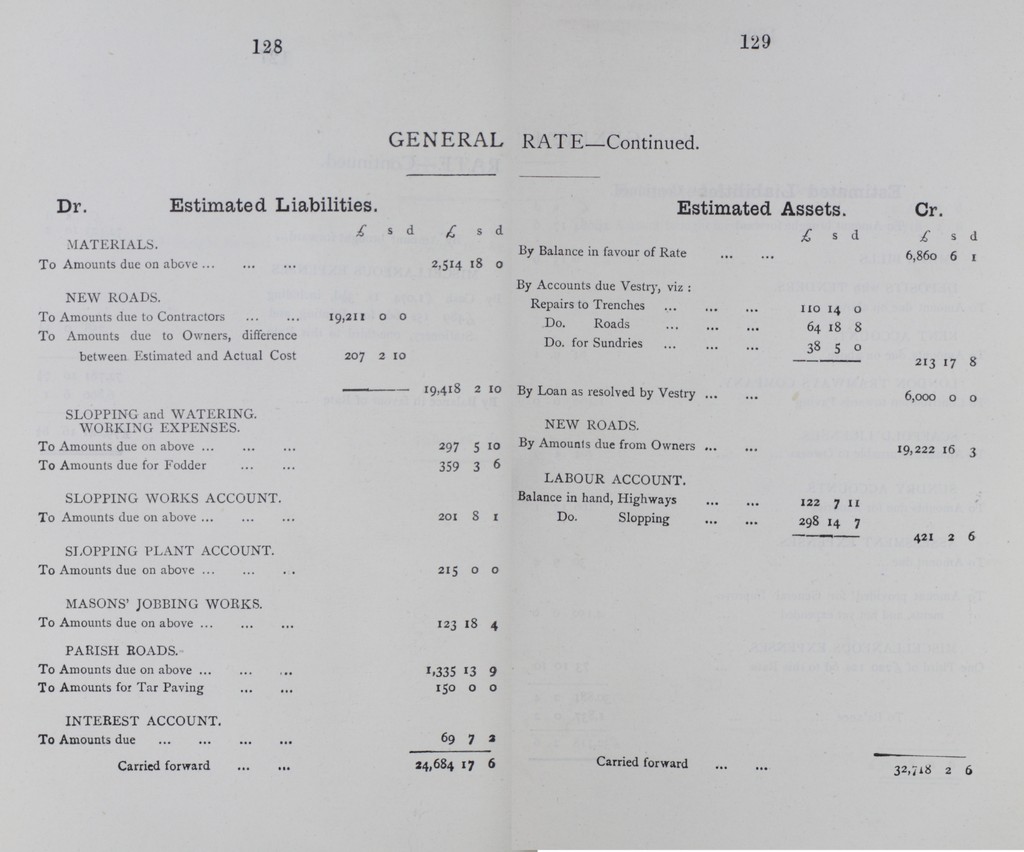 128
129
GENERAL RATE—Continued.
Dr. Estimated Liabilities.
£ s d £ s d
MATERIALS.
To Amounts due on above ... ... ... 2,514 18 0
NEW ROADS.
To Amounts due to Contractors ... ... 19,211 0 0
To Amounts due to Owners, difference
between Estimated and Actual Cost 207 2 10
19,418 2 10
SLOPPING and WATERING.
WORKING EXPENSES.
To Amounts due on above ... ... ... 297 5 10
To Amounts due for Fodder ... ... 359 3 6
SLOPPING WORKS ACCOUNT.
To Amounts due on above ... ... ... 201 8 1
SLOPPING PLANT ACCOUNT.
To Amounts due on above ... ... ... 215 0 0
MASONS' JOBBING WORKS.
To Amounts due on above ... ... ... 123 18 4
PARISH ROADS.
To Amounts due on above ... ... ... 1,335 13 9
To Amounts for Tar Paving ... ... 150 0 0
INTEREST ACCOUNT.
To Amounts due ... ... ... ... 69 7 2
Carried forward ... ... 24,684 17 6
Estimated Assets. Cr.
£ s d £ s d
By Balance in favour of Rate ... ... 6,860 6 1
By Accounts due Vestry, viz :
Repairs to Trenches ... ... ... 110 14 0
Do. Roads ... ... ... 64 18 8
Do. for Sundries ... ... ... 38 5 0
213 17 8
By Loan as resolved by Vestry ... ... 6,000 0 0
NEW ROADS.
By Amounts due from Owners ... ... 19,222 16 3
LABOUR ACCOUNT.
Balance in hand, Highways ... ... 122 7 11
Do. Slopping ... ... 298 14 7
421 2 6
Carried forward ... ... 32,718 2 6